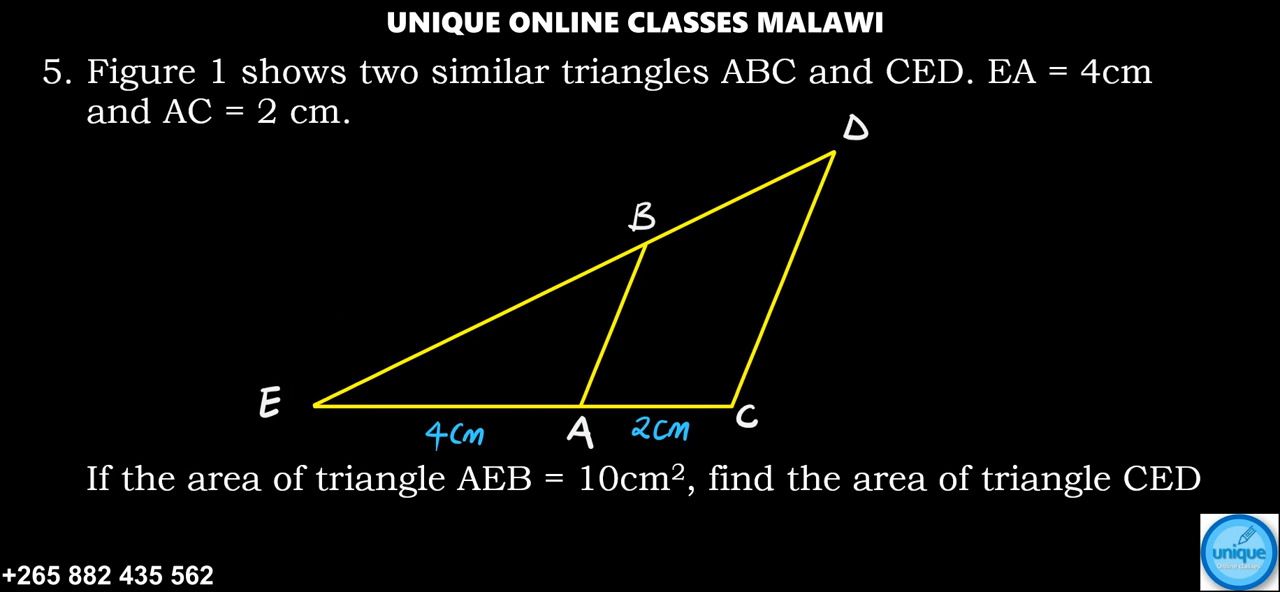 UNIQUE ONLINE CLASSES MALAWI
5. Figure 1 shows two similar triangles ABC and CED. EA = 4cm
and AC = 2 cm.
D
B
E
A
C
4cm
2cm
If the area of triangle AEB = 10cm², find the area of triangle CED
unique
Online classes
+265 882 435 562